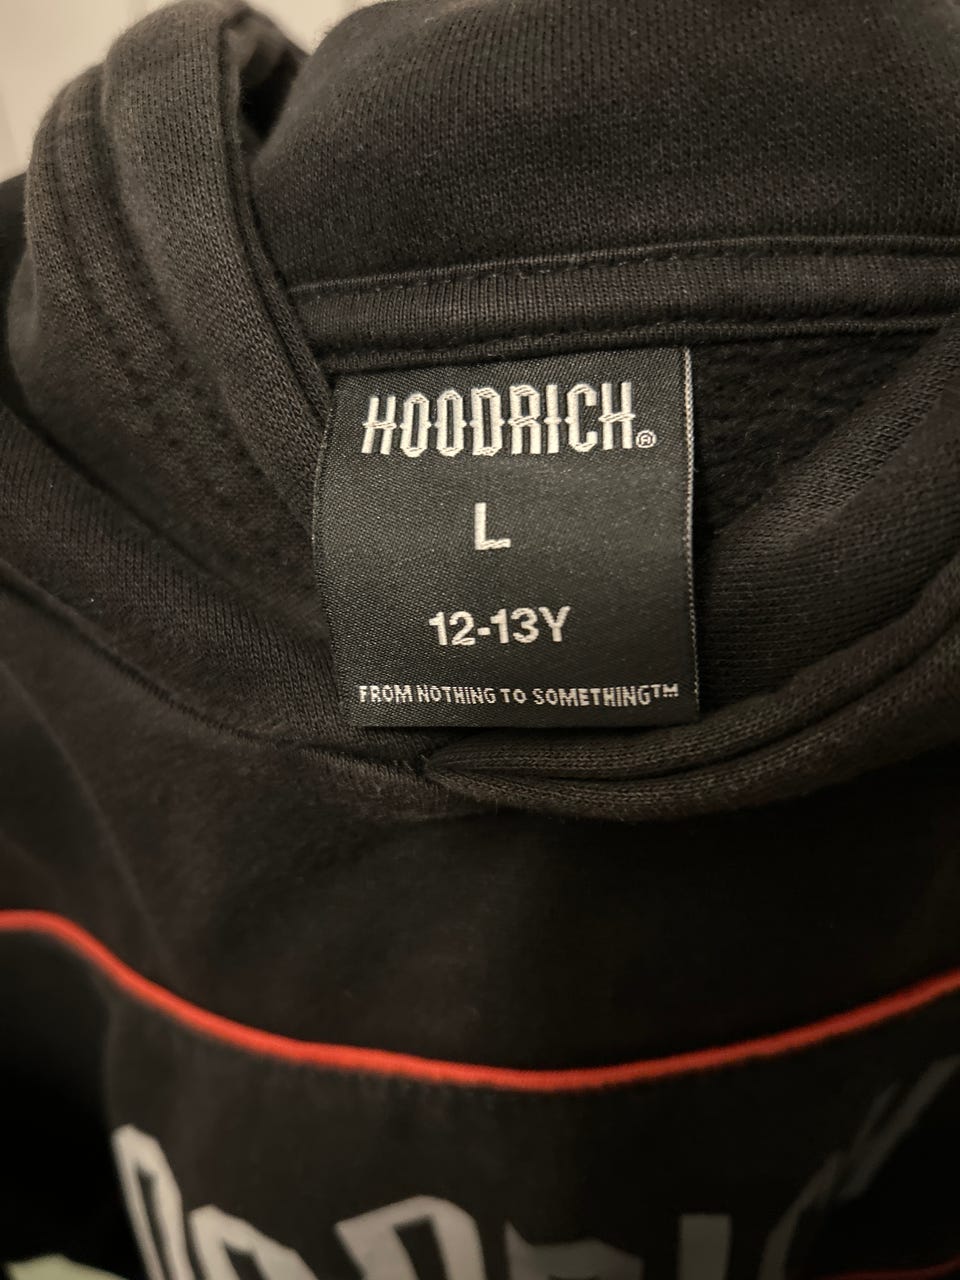 HOODRICH®
L
12-13Y
FROM NOTHING TO SOMETHING™